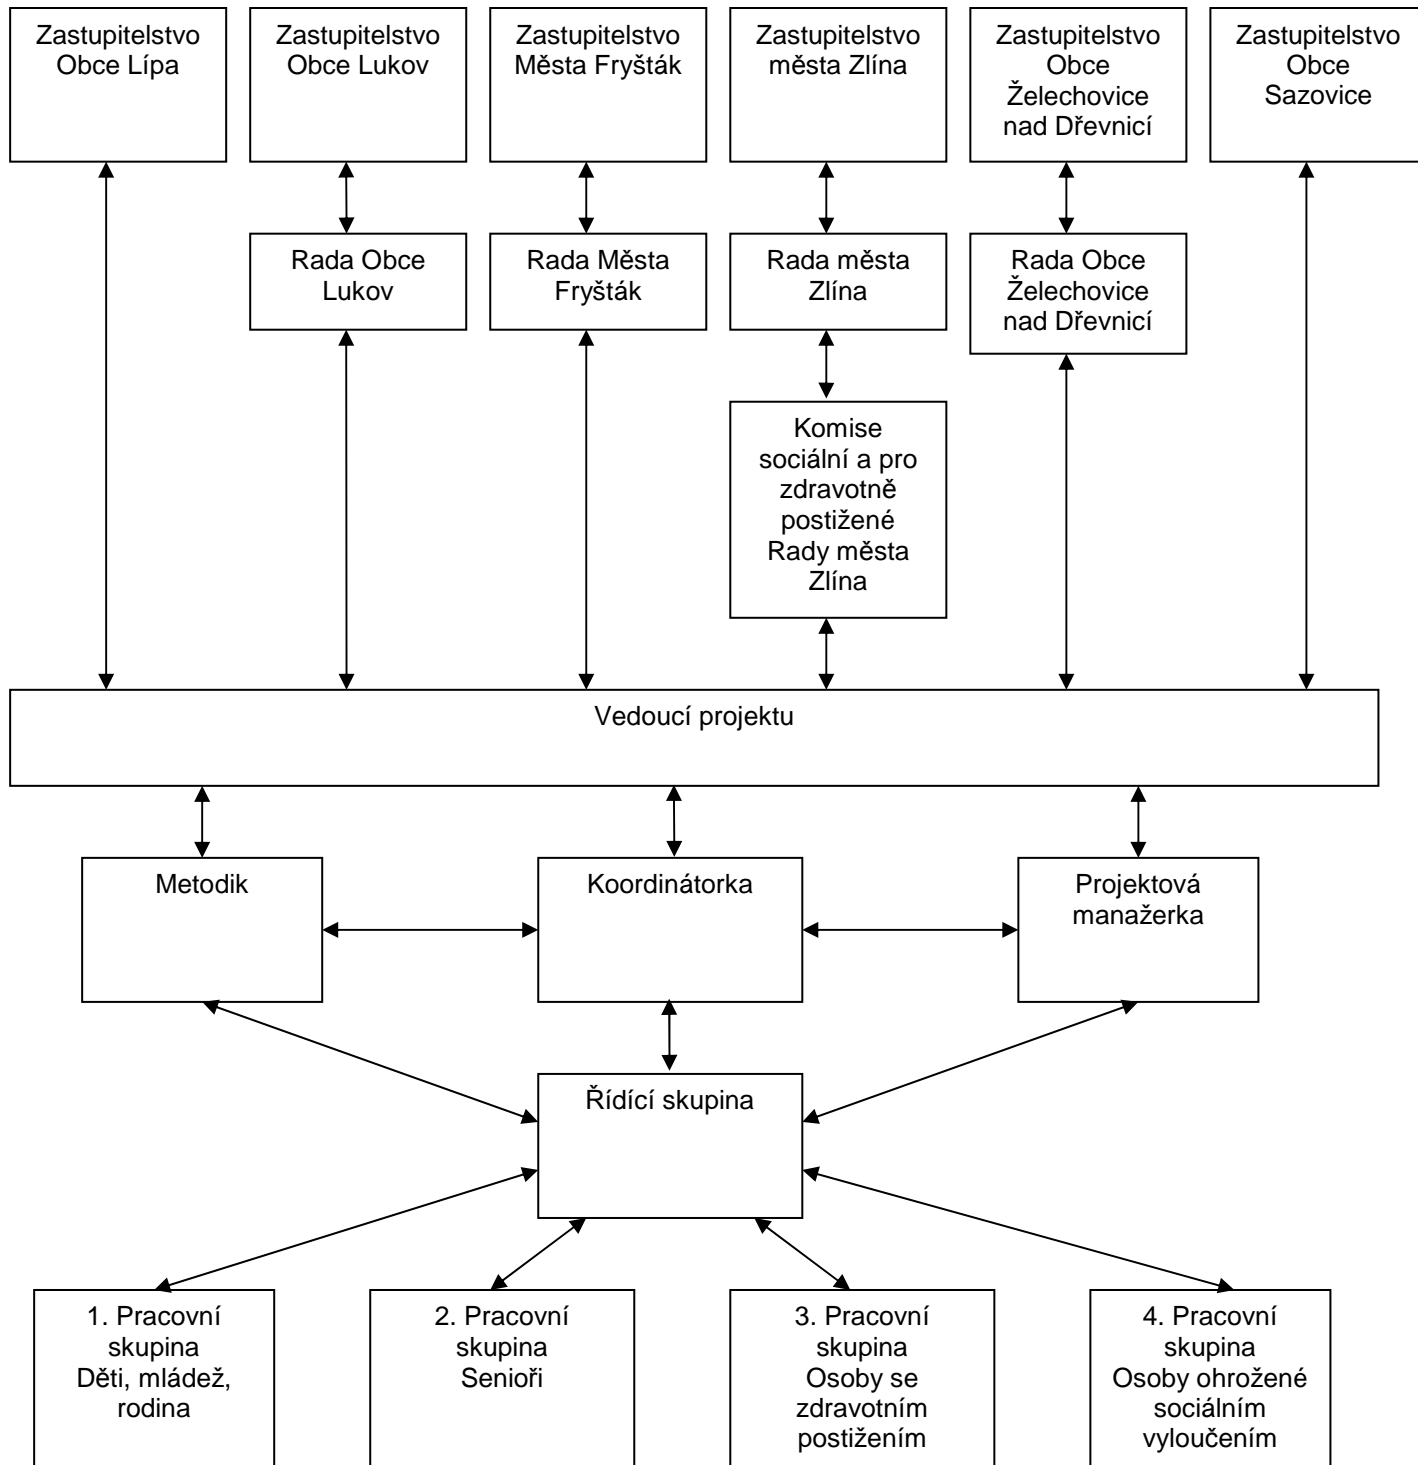 Zastupitelstvo
Obce Lípa
Zastupitelstvo
Obce Lukov
Zastupitelstvo
Města Fryšták
Zastupitelstvo
města Zlína
Zastupitelstvo
Obce
Želechovice
nad Dřevnicí
Zastupitelstvo
Obce
Sazovice
Rada Obce
Lukov
Rada Města
Fryšták
Rada města
Zlína
Rada Obce
Želechovice
nad Dřevnicí
Komise
sociální a pro
zdravotně
postižené
Rady města
Zlína
Vedoucí projektu
Metodik
Koordinátorka
Projektová
manažerka
Řídící skupina
1. Pracovní
skupina
Děti, mládež,
rodina
2. Pracovní
skupina
Senioři
3. Pracovní
skupina
Osoby se
zdravotním
postižením
4. Pracovní
skupina
Osoby ohrožené
sociálním
vyloučením